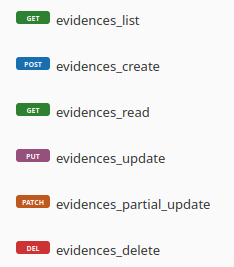 GET evidences_list
POST evidences_create
GET evidences_read
PUT evidences_update
PATCH evidences_partial_update
DEL evidences_delete